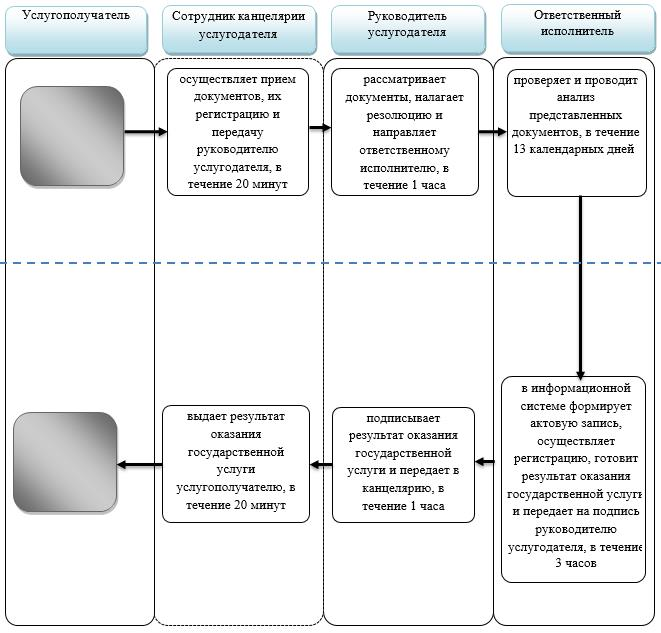 Услугополучатель
Сотрудник канцелярии
услугодателя
Руководитель
услугодателя
Ответственный
исполнитель
осуществляет прием
документов, их
регистрацию и
передачу
руководителю
услугодателя, в
течение 20 минут
рассматривает
документы, налагает
резолюцию и
направляет
ответственному
исполнителю, в
течение 1 часа
проверяет и проводит
анализ
представленных
документов, в течение
13 календарных дней
в информационной
системе формирует
актовую запись,
осуществляет
регистрацию, готовит
результат оказания
государственной услуги
и передает на подпись
руководителю
услугодателя, в течение
3 часов
подписывает
результат оказания
государственной
услуги и передает в
канцелярию, в
течение 1 часа
выдает результат
оказания
государственной
услуги
услугополучателю, в
течение 20 минут